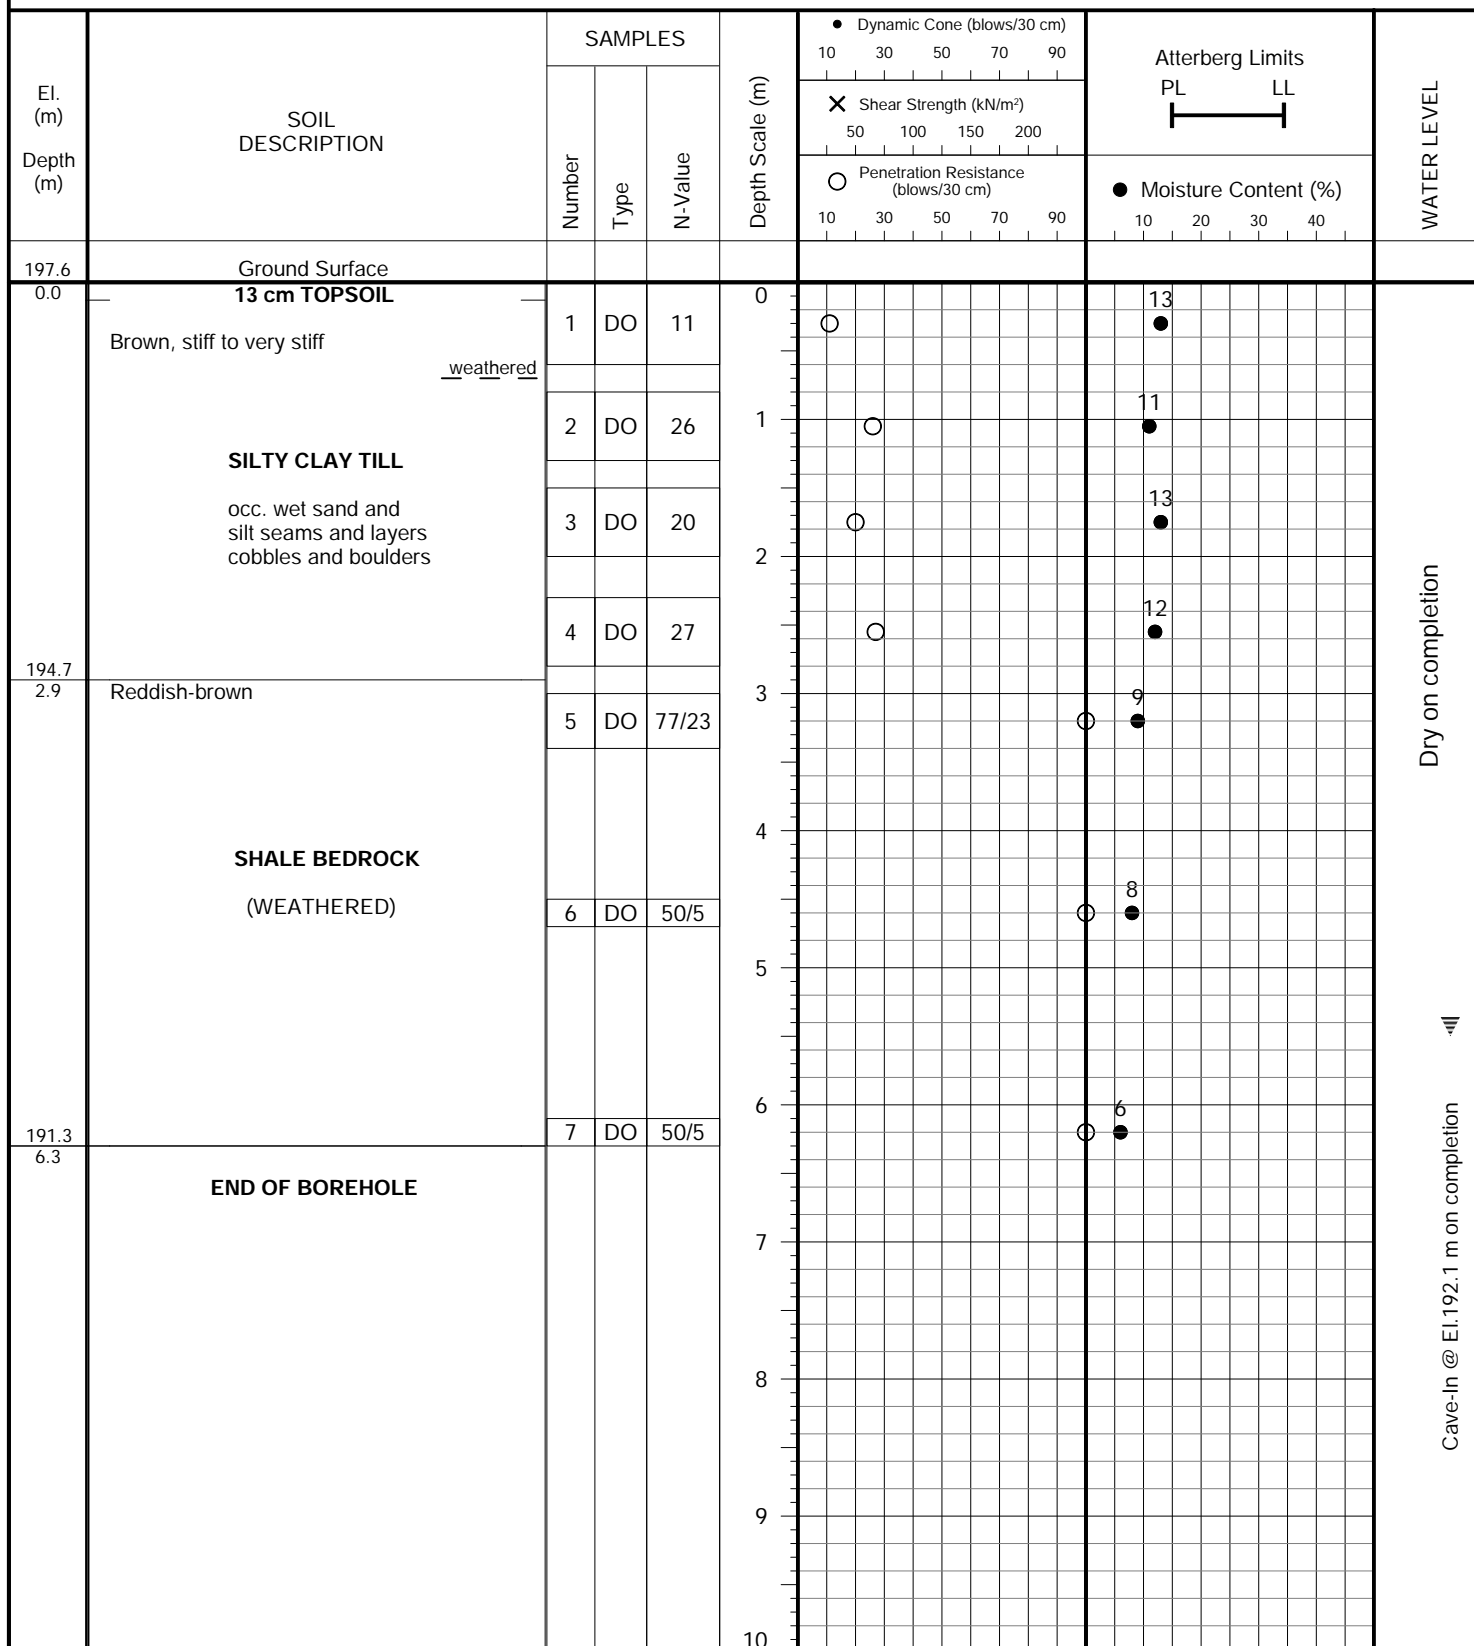 El.
(m)
Depth
(m)
SOIL
DESCRIPTION
SAMPLES
Number
Type
N-Value
Depth Scale (m)
● Dynamic Cone (blows/30 cm)
10 30 50 70 90
✕ Shear Strength (kN/m²)
50 100 150 200
○ Penetration Resistance
(blows/30 cm)
10 30 50 70 90
Atterberg Limits
PL LL
● Moisture Content (%)
10 20 30 40
WATER LEVEL
197.6 Ground Surface
0.0 13 cm TOPSOIL
Brown, stiff to very stiff
weathered
SILTY CLAY TILL
occ. wet sand and
silt seams and layers
cobbles and boulders
194.7
2.9 Reddish-brown
SHALE BEDROCK
(WEATHERED)
191.3
6.3
END OF BOREHOLE
1 DO 11
2 DO 26
3 DO 20
4 DO 27
5 DO 77/23
6 DO 50/5
7 DO 50/5
0
1
2
3
4
5
6
7
8
9
10
13
11
13
12
9
8
6
Dry on completion
Cave-In @ El.192.1 m on completion